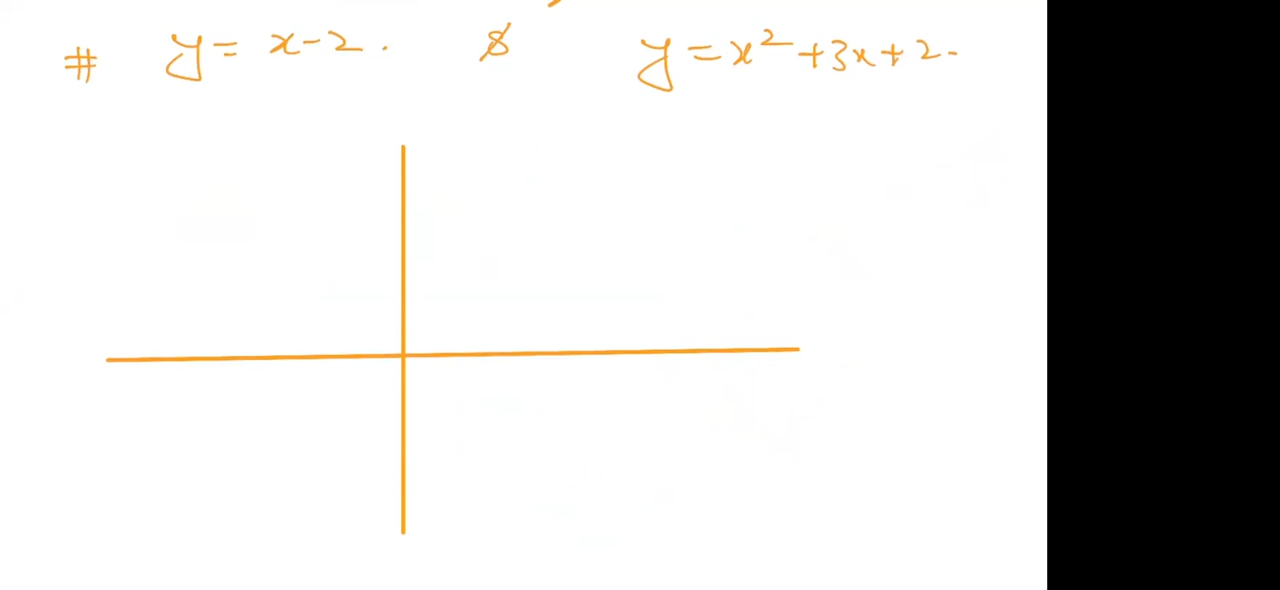 # y = x-2. & y = x² +3x+2-